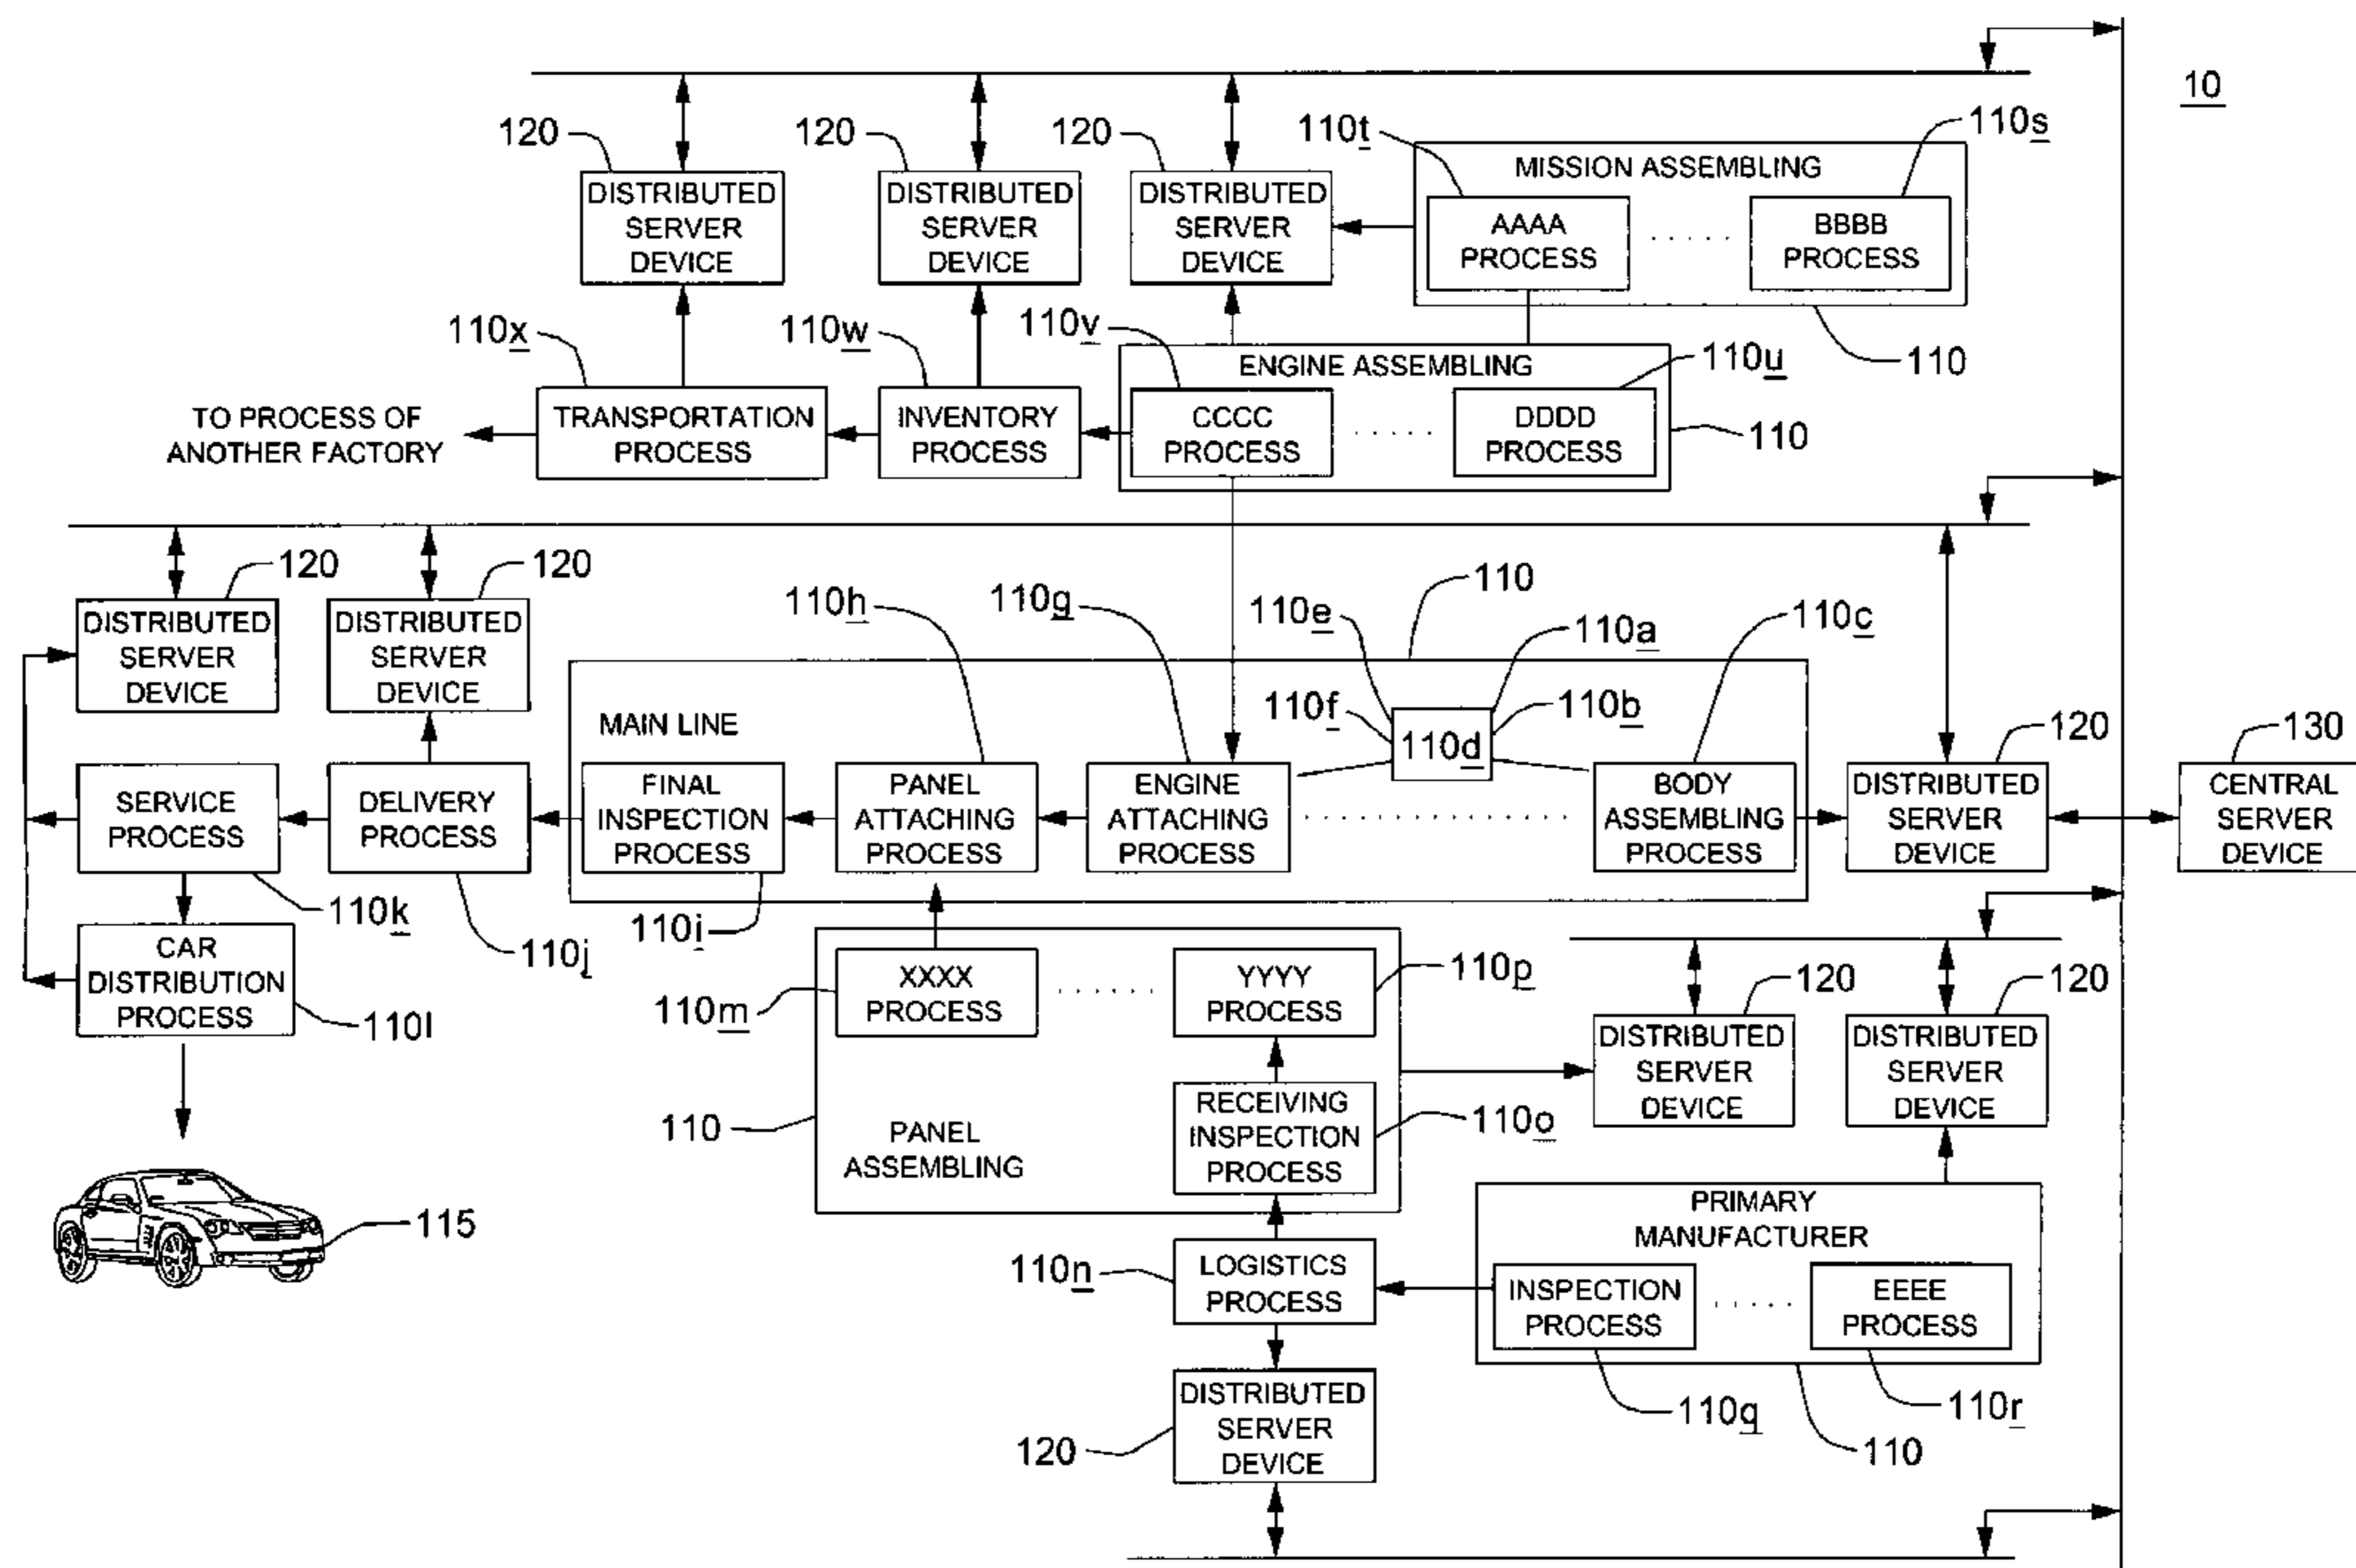 10
120
120
120
110t
110s
MISSION ASSEMBLING
DISTRIBUTED
SERVER
DEVICE
DISTRIBUTED
SERVER
DEVICE
DISTRIBUTED
SERVER
DEVICE
AAAA
PROCESS
BBBB
PROCESS
110x
110w
110v
110
ENGINE ASSEMBLING
110u
TO PROCESS OF
ANOTHER FACTORY
TRANSPORTATION
PROCESS
INVENTORY
PROCESS
CCCC
PROCESS
DDDD
PROCESS
110
120
120
110
110h
110g
110e
110a
110c
DISTRIBUTED
SERVER
DEVICE
DISTRIBUTED
SERVER
DEVICE
MAIN LINE
110f
110d
110b
120
130
SERVICE
PROCESS
DELIVERY
PROCESS
FINAL
INSPECTION
PROCESS
PANEL
ATTACHING
PROCESS
ENGINE
ATTACHING
PROCESS
BODY
ASSEMBLING
PROCESS
DISTRIBUTED
SERVER
DEVICE
CENTRAL
SERVER
DEVICE
110k
110j
110i
CAR
DISTRIBUTION
PROCESS
110l
XXXX
PROCESS
110m
YYYY
PROCESS
110p
120
120
DISTRIBUTED
SERVER
DEVICE
DISTRIBUTED
SERVER
DEVICE
110
PANEL
ASSEMBLING
RECEIVING
INSPECTION
PROCESS
110o
115
PRIMARY
MANUFACTURER
110n
LOGISTICS
PROCESS
INSPECTION
PROCESS
EEEE
PROCESS
110q
110r
110
120
DISTRIBUTED
SERVER
DEVICE